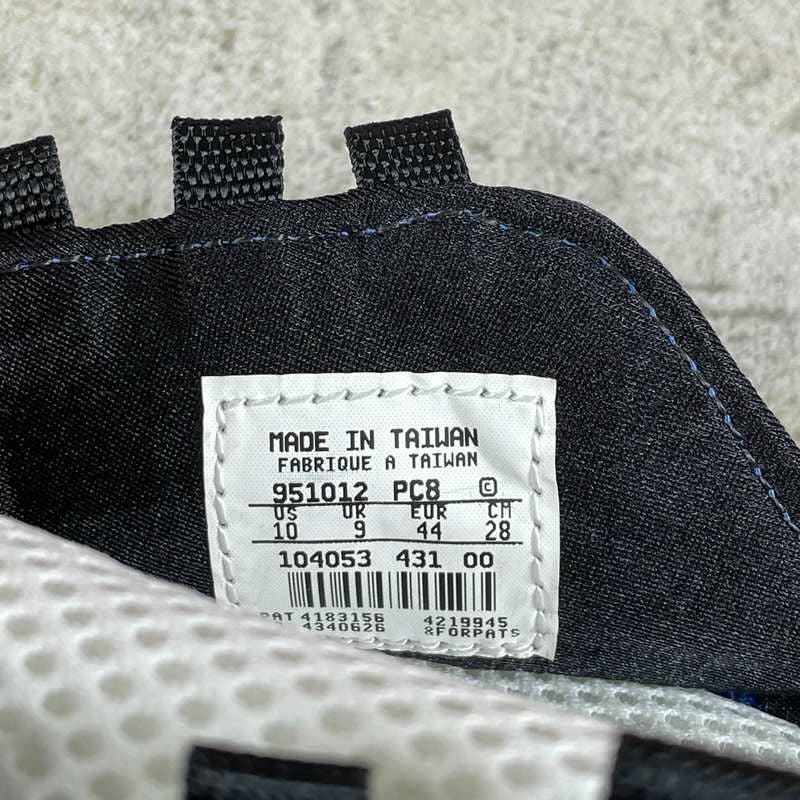 MADE IN TAIWAN
FABRIQUE A TAIWAN
951012 PC8 ©
US UK EUR CM
10 9 44 28
104053 431 00
PAT 4183156 4219945
4340626 &FORPATS